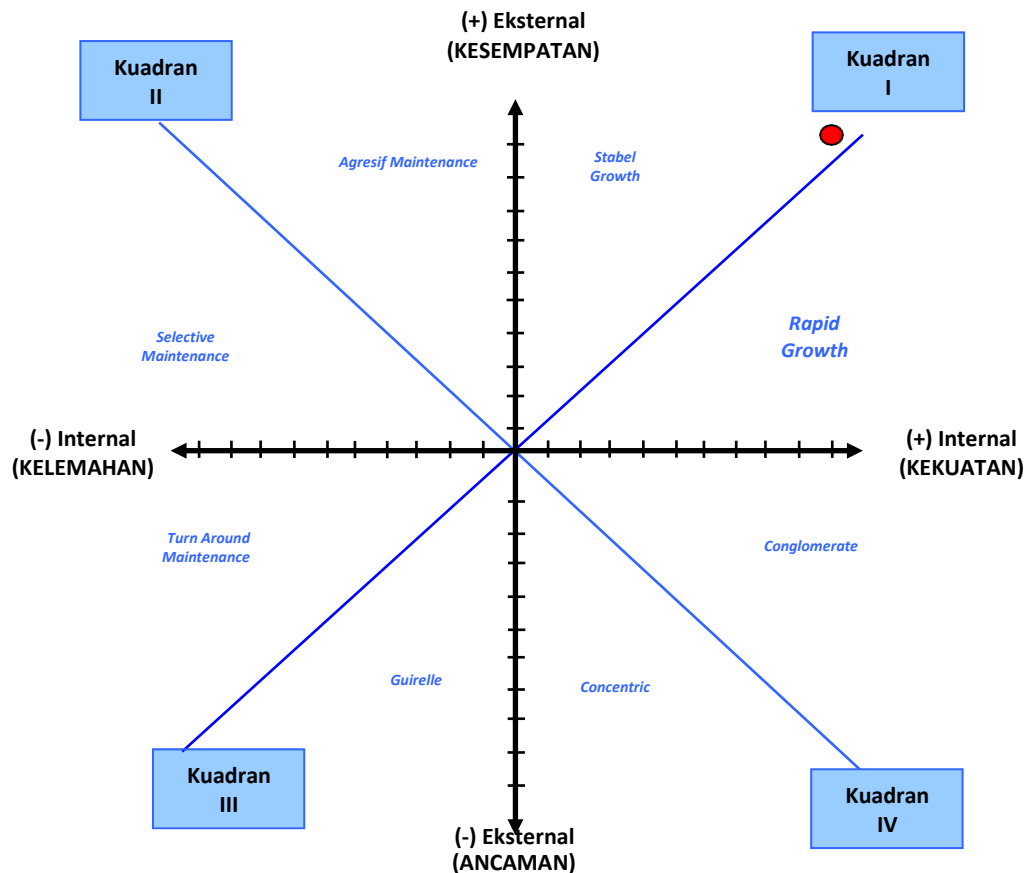 (+) Eksternal
(KESEMPATAN)
Kuadran
II
Kuadran
I
Agresif Maintenance
Stabel
Growth
Selective
Maintenance
Rapid
Growth
(-) Internal
(KELEMAHAN)
(+) Internal
(KEKUATAN)
Turn Around
Maintenance
Conglomerate
Guirelle
Concentric
Kuadran
III
Kuadran
IV
(-) Eksternal
(ANCAMAN)